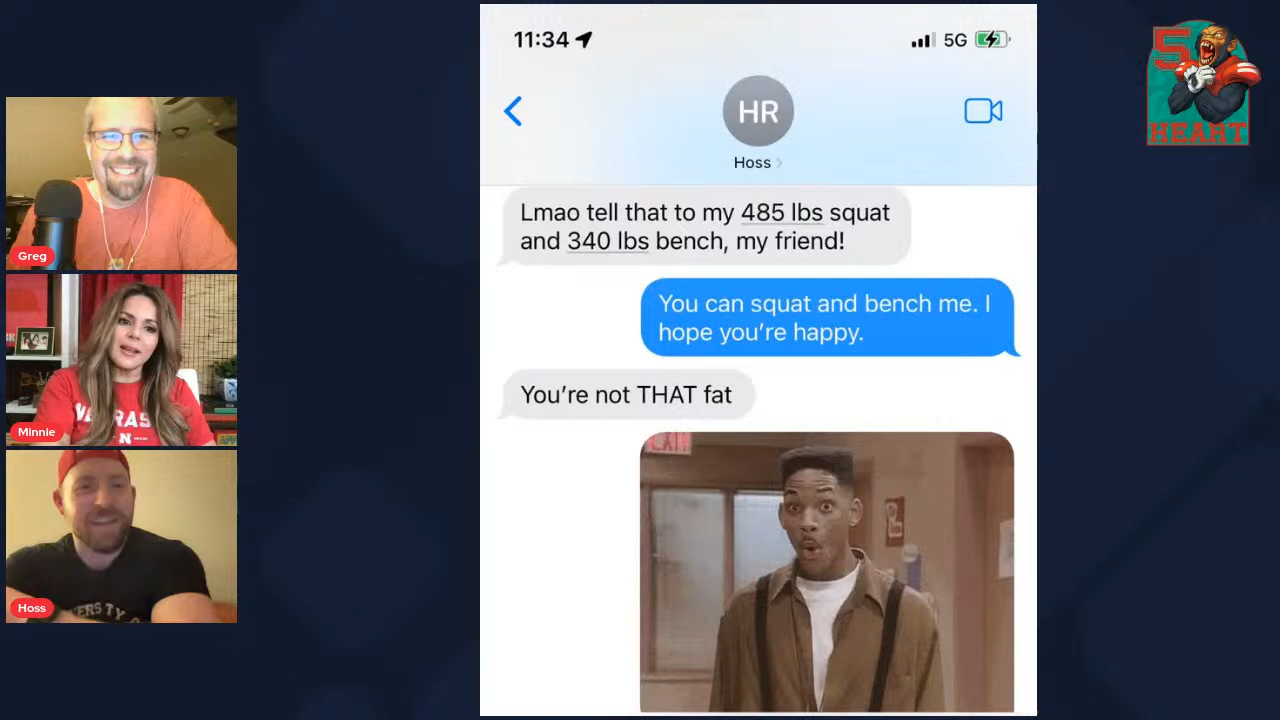 11:34
5G
HR
Hoss
Lmao tell that to my 485 lbs squat
and 340 lbs bench, my friend!
You can squat and bench me. I
hope you’re happy.
You’re not THAT fat
EXIT
Greg
Minnie
N
Hoss
5
HEART